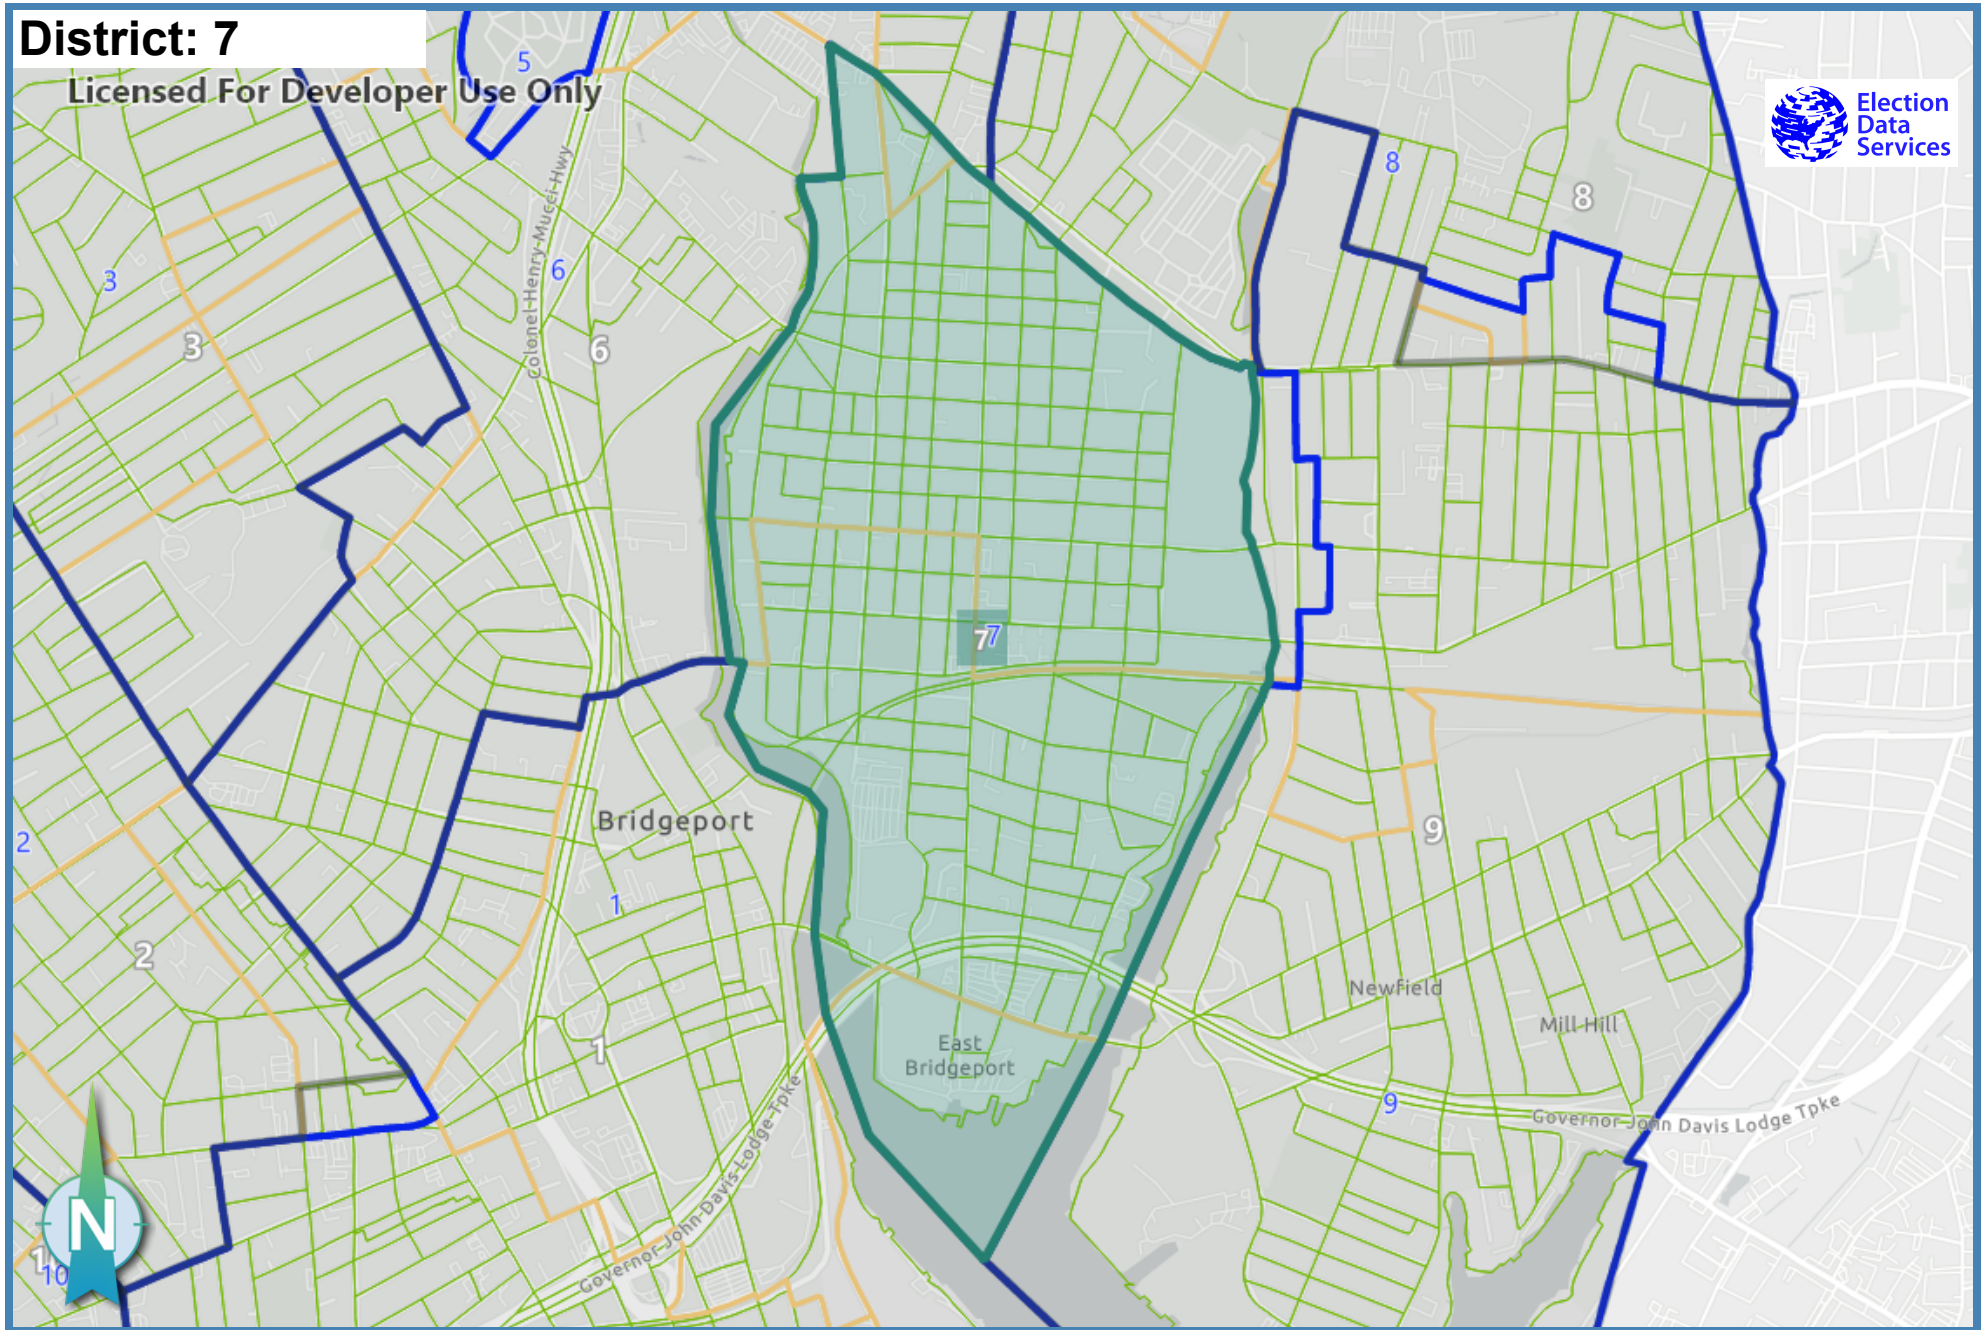 District: 7
Licensed For Developer Use Only
Election
Data
Services
5
8
8
Colonel-Henry-Mucci-Hwy
6
3
3
6
7
7
Bridgeport
9
2
1
2
Newfield
Mill-Hill
East
Bridgeport
1
9
Governor John Davis Lodge Tpke
Governor-John-Davis-Lodge-Tpke
N
10